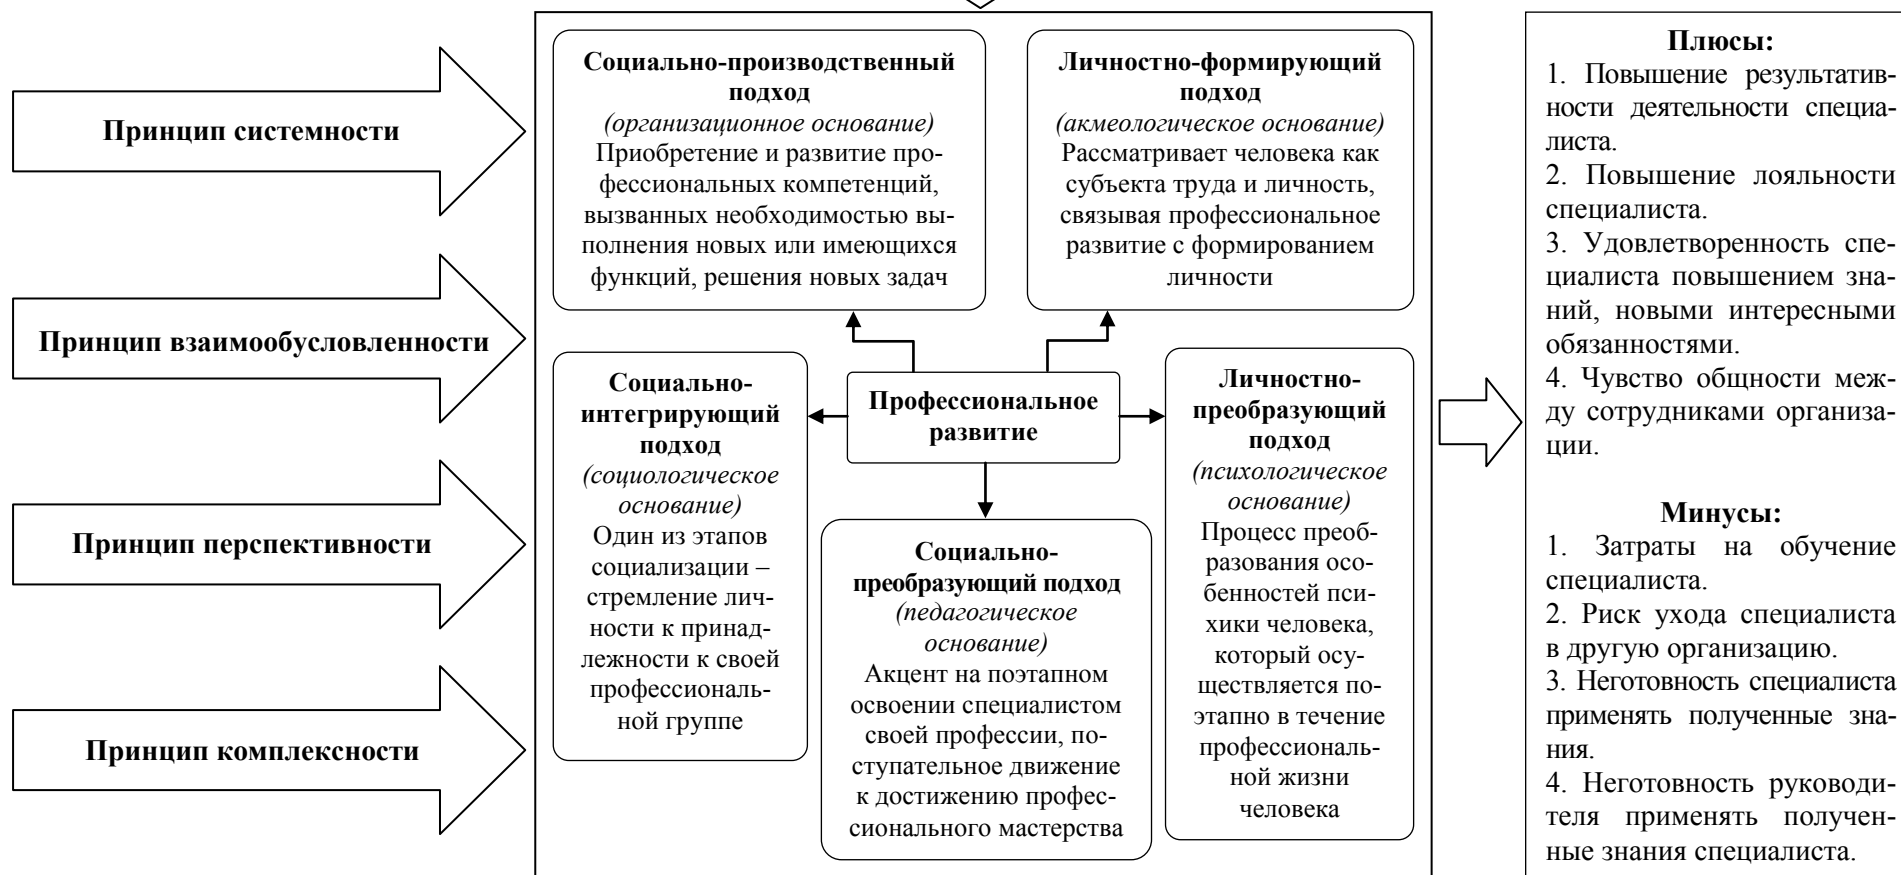 Принцип системности
Принцип взаимообусловленности
Принцип перспективности
Принцип комплексности
Социально-производственный
подход
(организационное основание)
Приобретение и развитие про-
фессиональных компетенций,
вызванных необходимостью вы-
полнения новых или имеющихся
функций, решения новых задач
Личностно-формирующий
подход
(акмеологическое основание)
Рассматривает человека как
субъекта труда и личность,
связывая профессиональное
развитие с формированием
личности
Социально-
интегрирующий
подход
(социологическое
основание)
Один из этапов
социализации –
стремление лич-
ности к принад-
лежности к своей
профессиональ-
ной группе
Профессиональное
развитие
Личностно-
преобразующий
подход
(психологическое
основание)
Процесс преоб-
разования осо-
бенностей пси-
хики человека,
который осу-
ществляется по-
этапно в течение
профессиональ-
ной жизни
человека
Социально-
преобразующий подход
(педагогическое
основание)
Акцент на поэтапном
освоении специалистом
своей профессии, по-
ступательное движение
к достижению профес-
сионального мастерства
Плюсы:
1. Повышение результатив-
ности деятельности специа-
листа.
2. Повышение лояльности
специалиста.
3. Удовлетворенность спе-
циалиста повышением зна-
ний, новыми интересными
обязанностями.
4. Чувство общности меж-
ду сотрудниками организа-
ции.
Минусы:
1. Затраты на обучение
специалиста.
2. Риск ухода специалиста
в другую организацию.
3. Неготовность специалиста
применять полученные зна-
ния.
4. Неготовность руководи-
теля применять получен-
ные знания специалиста.